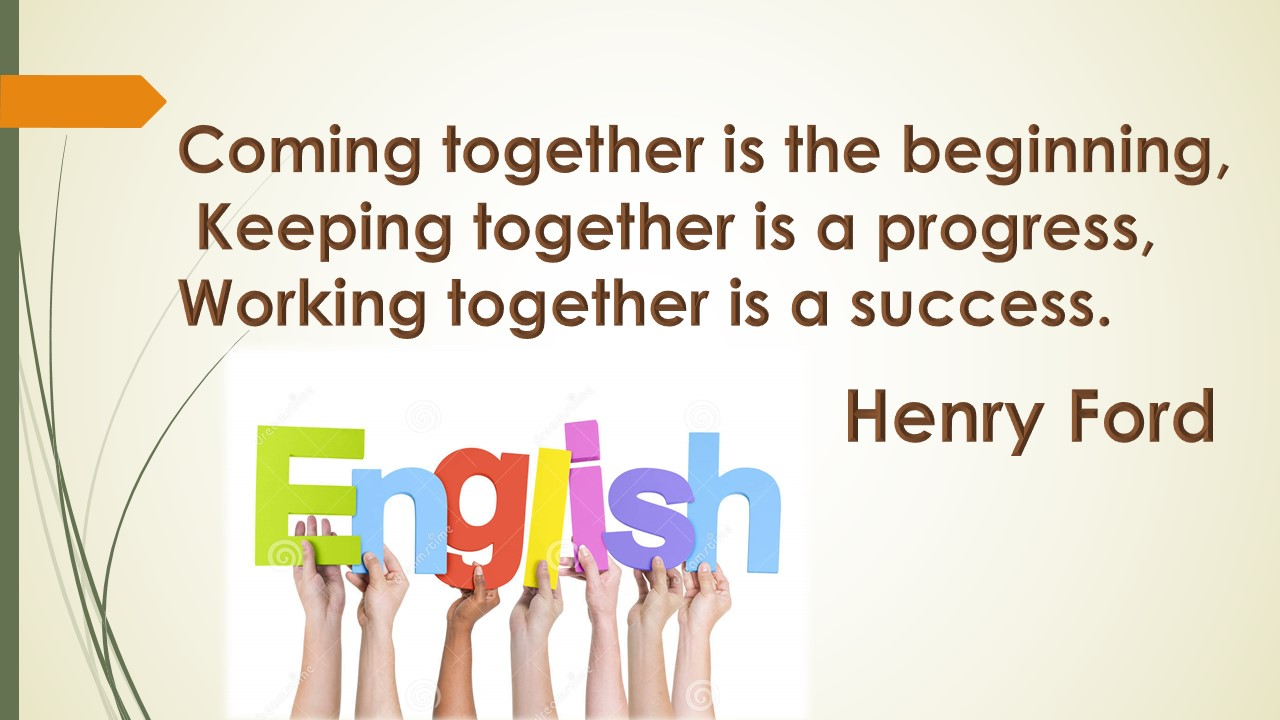 Coming together is the beginning,
Keeping together is a progress,
Working together is a success.
Henry Ford
English